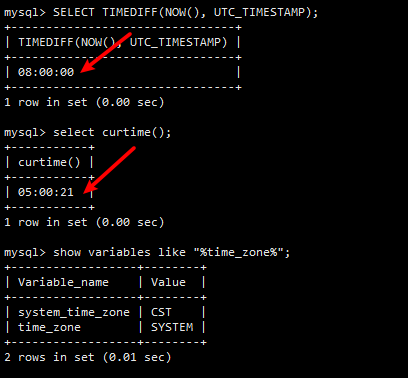 mysql> SELECT TIMEDIFF(NOW(), UTC_TIMESTAMP);
+----------------------------------+
| TIMEDIFF(NOW(), UTC_TIMESTAMP) |
+----------------------------------+
| 08:00:00 |
+----------------------------------+
1 row in set (0.00 sec)
mysql> select curtime();
+-----------+
| curtime() |
+-----------+
| 05:00:21 |
+-----------+
1 row in set (0.00 sec)
mysql> show variables like "%time_zone%";
+------------------+--------+
| Variable_name | Value |
+------------------+--------+
| system_time_zone | CST |
| time_zone | SYSTEM |
+------------------+--------+
2 rows in set (0.01 sec)